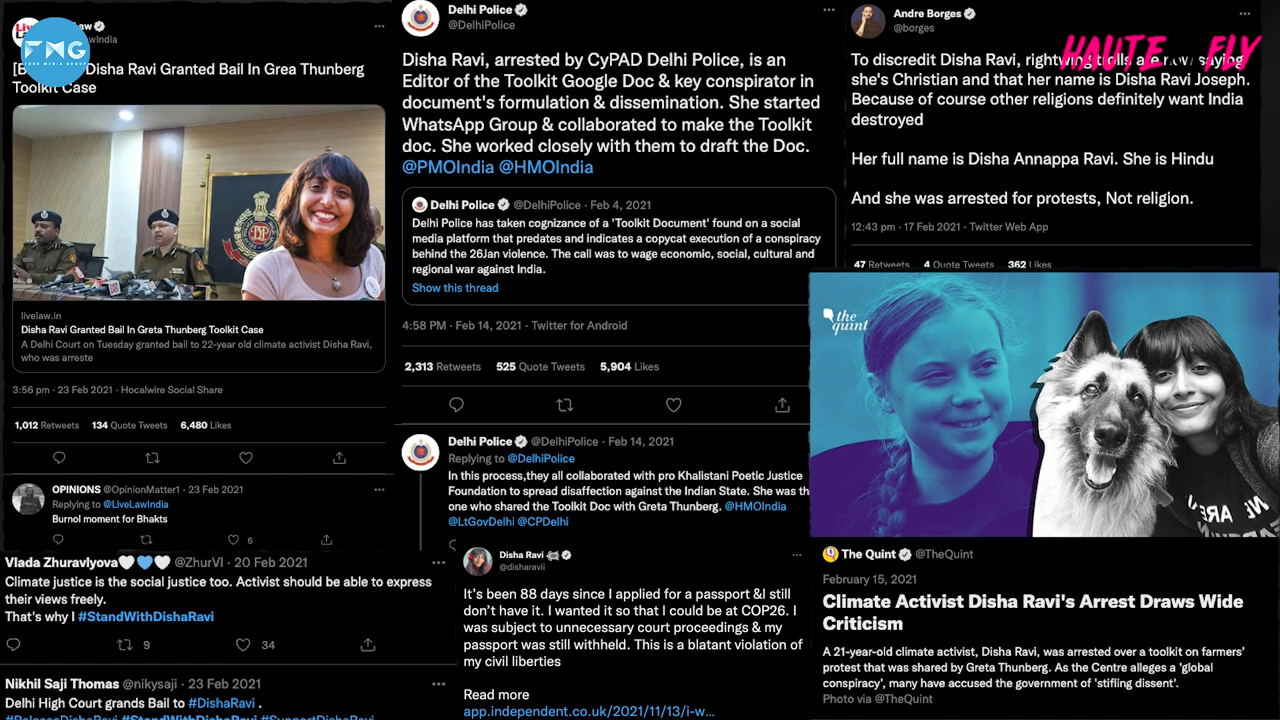 FMG
HAUTE FLY
[B Disha Ravi Granted Bail In Grea Thunberg
Toolkit Case
livelaw.in
Disha Ravi Granted Bail In Greta Thunberg Toolkit Case
A Delhi Court on Tuesday granted bail to 22-year old climate activist Disha Ravi,
who was arreste
3:56 pm · 23 Feb 2021 · Hocalwire Social Share
1,012 Retweets 134 Quote Tweets 6,480 Likes
OPINIONS @OpinionMatter1 · 23 Feb 2021
Replying to @LiveLawIndia
Burnol moment for Bhakts
6
Vlada Zhuravlyova @ZhurVl · 20 Feb 2021
Climate justice is the social justice too. Activist should be able to express
their views freely.
That's why I #StandWithDishaRavi
9 34
Nikhil Saji Thomas @nikysaji · 23 Feb 2021
Delhi High Court grands Bail to #DishaRavi .
#ReleaseDishaRavi #StandWithDishaRavi #SupportDishaRavi
Delhi Police
@DelhiPolice
Disha Ravi, arrested by CyPAD Delhi Police, is an
Editor of the Toolkit Google Doc & key conspirator in
document's formulation & dissemination. She started
WhatsApp Group & collaborated to make the Toolkit
doc. She worked closely with them to draft the Doc.
@PMOIndia @HMOIndia
Delhi Police @DelhiPolice · Feb 4, 2021
Delhi Police has taken cognizance of a 'Toolkit Document' found on a social
media platform that predates and indicates a copycat execution of a conspiracy
behind the 26Jan violence. The call was to wage economic, social, cultural and
regional war against India.
Show this thread
4:58 PM · Feb 14, 2021 · Twitter for Android
2,313 Retweets 525 Quote Tweets 5,904 Likes
Delhi Police @DelhiPolice · Feb 14, 2021
Replying to @DelhiPolice
In this process,they all collaborated with pro Khalistani Poetic Justice
Foundation to spread disaffection against the Indian State. She was th
one who shared the Toolkit Doc with Greta Thunberg. @HMOIndia
@LtGovDelhi @CPDelhi
Disha Ravi
@disharavii
It's been 88 days since I applied for a passport &I still
don't have it. I wanted it so that I could be at COP26. I
was subject to unnecessary court proceedings & my
passport was still withheld. This is a blatant violation of
my civil liberties
Read more
app.independent.co.uk/2021/11/13/i-w...
Andre Borges
@borges
To discredit Disha Ravi, rightwing trolls are now saying
she's Christian and that her name is Disha Ravi Joseph.
Because of course other religions definitely want India
destroyed
Her full name is Disha Annappa Ravi. She is Hindu
And she was arrested for protests, Not religion.
12:43 pm · 17 Feb 2021 · Twitter Web App
47 Retweets 4 Quote Tweets 362 Likes
the
quint
The Quint @TheQuint
February 15, 2021
Climate Activist Disha Ravi's Arrest Draws Wide
Criticism
A 21-year-old climate activist, Disha Ravi, was arrested over a toolkit on farmers'
protest that was shared by Greta Thunberg. As the Centre alleges a 'global
conspiracy', many have accused the government of 'stifling dissent'.
Photo via @TheQuint